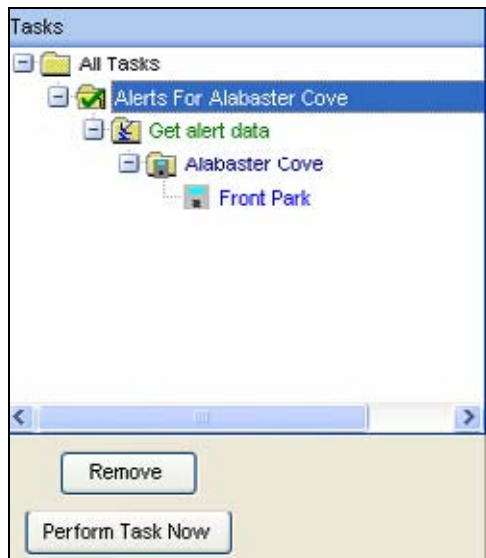 Tasks
All Tasks
Alerts For Alabaster Cove
Get alert data
Alabaster Cove
Front Park
Remove
Perform Task Now